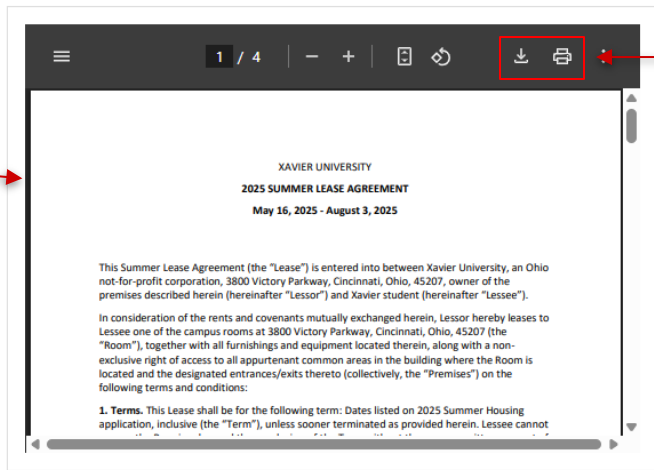 1 / 4
XAVIER UNIVERSITY
2025 SUMMER LEASE AGREEMENT
May 16, 2025 - August 3, 2025
This Summer Lease Agreement (the “Lease”) is entered into between Xavier University, an Ohio
not-for-profit corporation, 3800 Victory Parkway, Cincinnati, Ohio, 45207, owner of the
premises described herein (hereinafter “Lessor”) and Xavier student (hereinafter “Lessee”).
In consideration of the rents and covenants mutually exchanged herein, Lessor hereby leases to
Lessee one of the campus rooms at 3800 Victory Parkway, Cincinnati, Ohio, 45207 (the
“Room”), together with all furnishings and equipment located therein, along with a non-
exclusive right of access to all appurtenant common areas in the building where the Room is
located and the designated entrances/exits thereto (collectively, the “Premises”) on the
following terms and conditions:
1. Terms. This Lease shall be for the following term: Dates listed on 2025 Summer Housing
application, inclusive (the “Term”), unless sooner terminated as provided herein. Lessee cannot